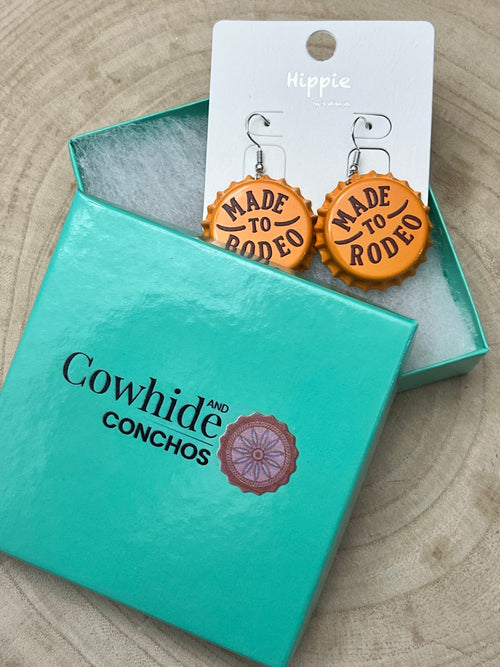 Hippie
MADE
TO
RODEO
MADE
TO
RODEO
Cowhide
AND
CONCHOS